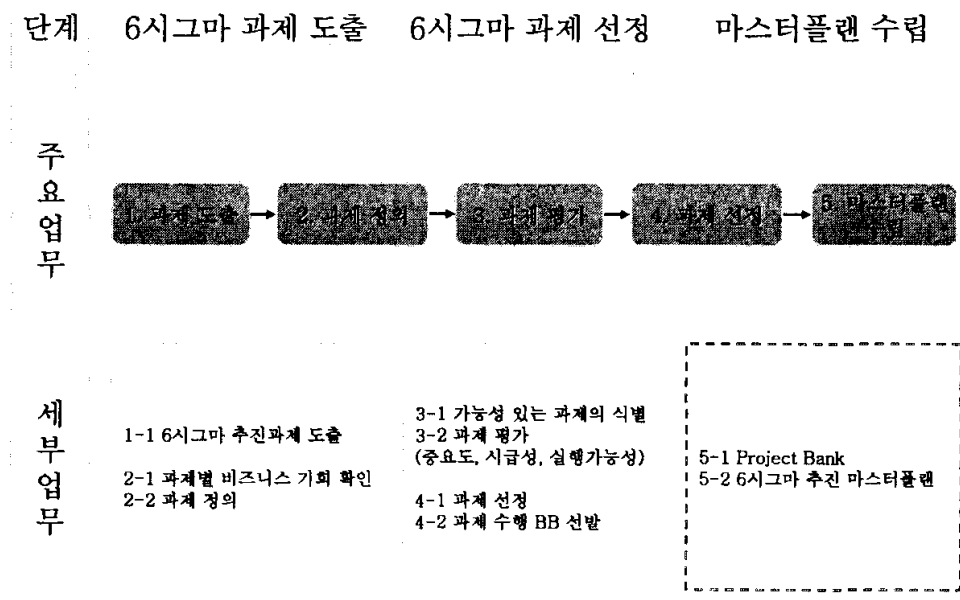 단계 6시그마 과제 도출 6시그마 과제 선정 마스터플랜 수립
주요업무
1. 과제 도출 → 2. 과제 정의 → 3. 과제 평가 → 4. 과제 선정 → 5. 마스터플랜
수립
세부업무
1-1 6시그마 추진과제 도출
2-1 과제별 비즈니스 기회 확인
2-2 과제 정의
3-1 가능성 있는 과제의 식별
3-2 과제 평가
(중요도, 시급성, 실행가능성)
4-1 과제 선정
4-2 과제 수행 BB 선발
5-1 Project Bank
5-2 6시그마 추진 마스터플랜